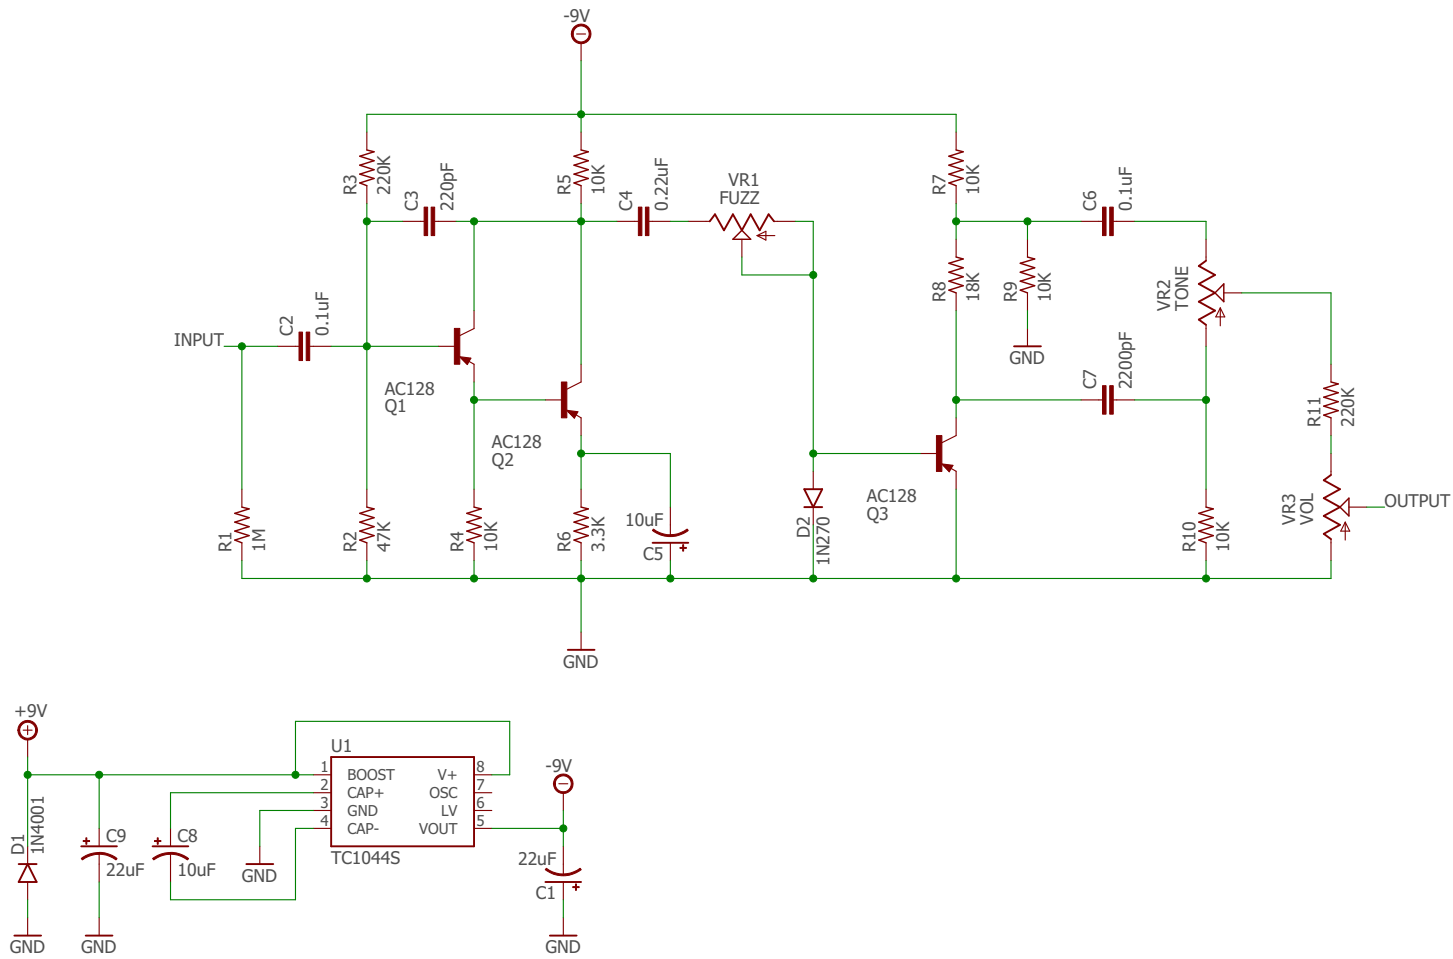 -9V
R3
220K
C3
220pF
R5
10K
C4
0.22uF
VR1
FUZZ
R7
10K
C6
0.1uF
R8
18K
R9
10K
GND
VR2
TONE
INPUT
C2
0.1uF
AC128
Q1
AC128
Q2
C7
2200pF
R11
220K
R1
1M
R2
47K
R4
10K
R6
3.3K
10uF
C5
D2
1N270
AC128
Q3
R10
10K
VR3
VOL
OUTPUT
GND
+9V
D1
1N4001
GND
C9
22uF
GND
C8
10uF
GND
U1
1 BOOST V+ 8
2 CAP+ OSC 7
3 GND LV 6
4 CAP- VOUT 5
TC1044S
-9V
22uF
C1
GND